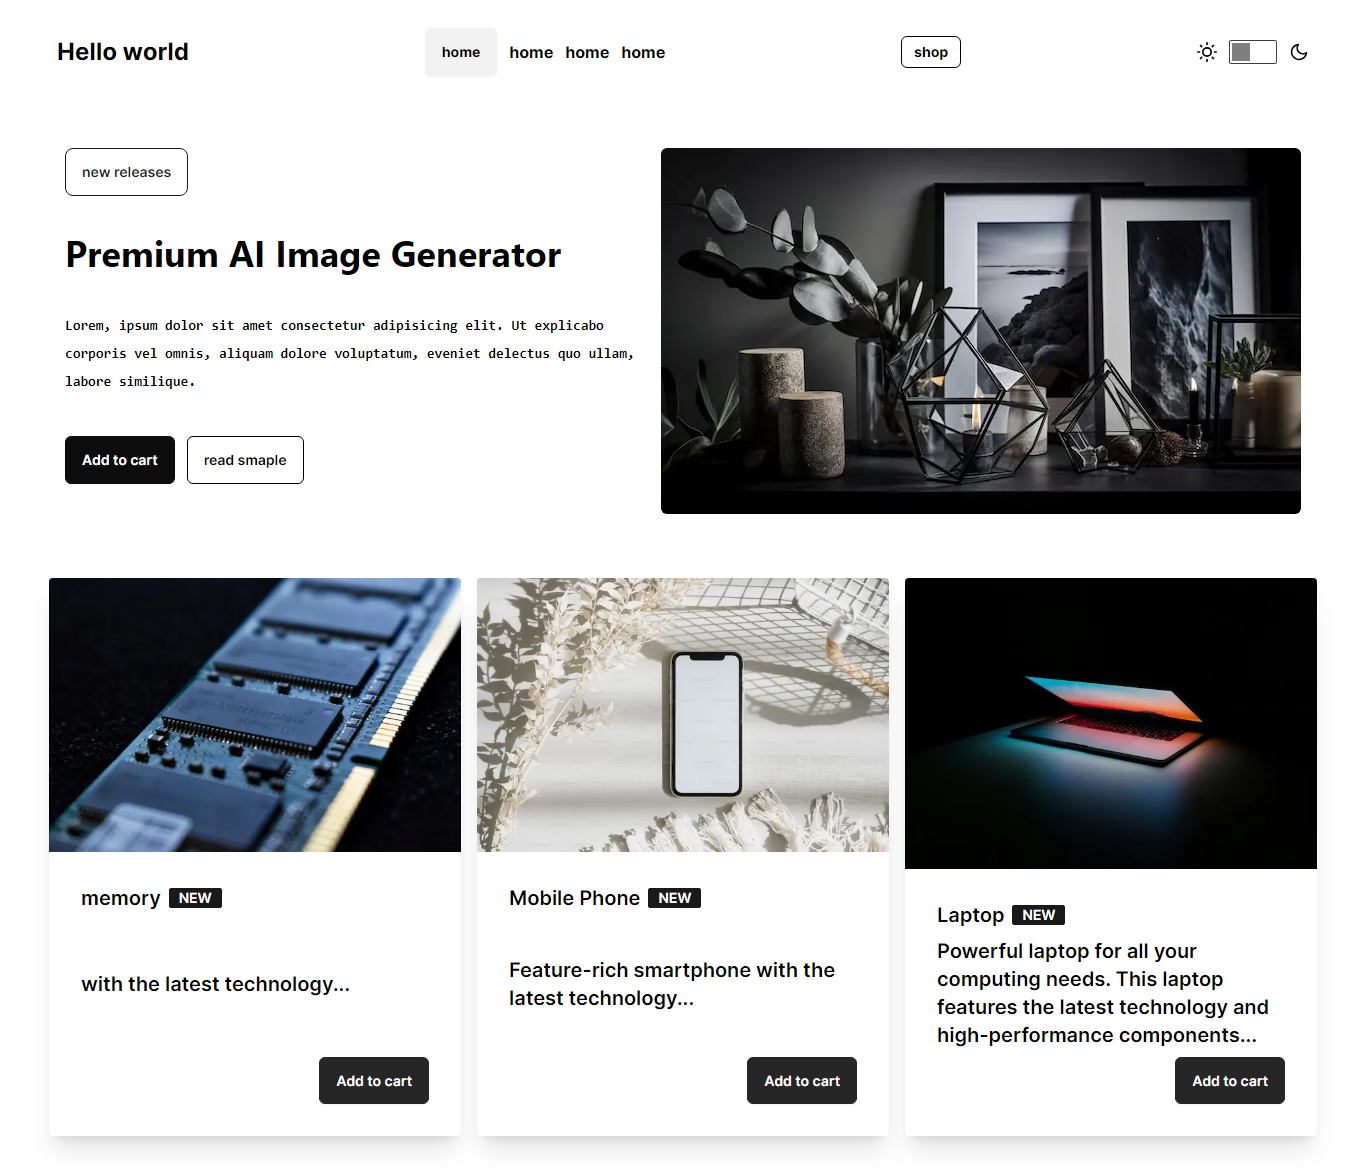 Hello world
home home home home
shop
new releases
Premium AI Image Generator
Lorem, ipsum dolor sit amet consectetur adipisicing elit. Ut explicabo
corporis vel omnis, aliquam dolore voluptatum, eveniet delectus quo ullam,
labore similique.
Add to cart
read smaple
memory NEW
with the latest technology...
Add to cart
Mobile Phone NEW
Feature-rich smartphone with the
latest technology...
Add to cart
Laptop NEW
Powerful laptop for all your
computing needs. This laptop
features the latest technology and
high-performance components...
Add to cart